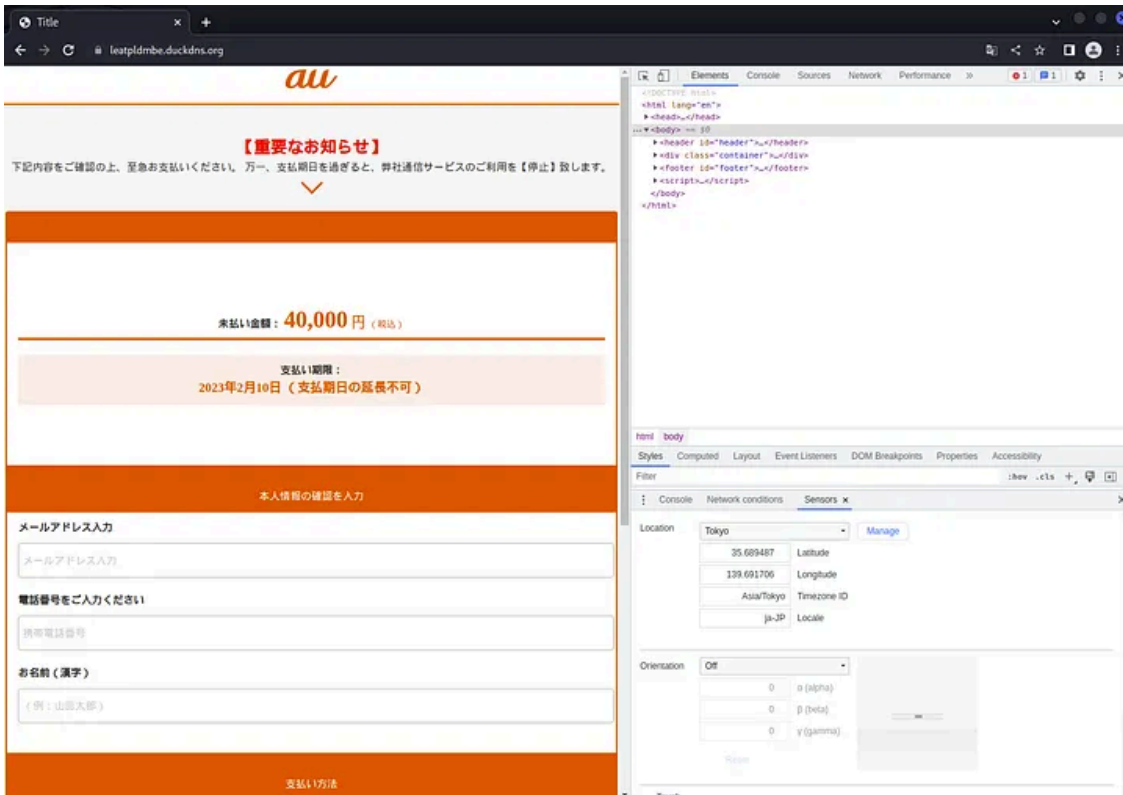 Title
leatpldmbe.duckdns.org
au
【重要なお知らせ】
下記内容をご確認の上、至急お支払いください。 万一、支払期日を過ぎると、弊社通信サービスのご利用を【停止】致します。
未払い金額： 40,000 円 （税込）
支払い期限：
2023年2月10日（支払期日の延長不可）
本人情報の確認を入力
メールアドレス入力
メールアドレス入力
電話番号をご入力ください
携帯電話番号
お名前（漢字）
（例：山田太郎）
支払い方法
Elements Console Sources Network Performance » 1 1
<!DOCTYPE html>
<html lang="en">
<head>…</head>
<body> == $0
<header id="header">…</header>
<div class="container">…</div>
<footer id="footer">…</footer>
<script>…</script>
</body>
</html>
html body
Styles Computed Layout Event Listeners DOM Breakpoints Properties Accessibility
Filter :hov .cls +
Console Network conditions Sensors ×
Location Tokyo Manage
35.689487 Latitude
139.691706 Longitude
Asia/Tokyo Timezone ID
ja-JP Locale
Orientation Off
0 α (alpha)
0 β (beta)
0 γ (gamma)
Reset